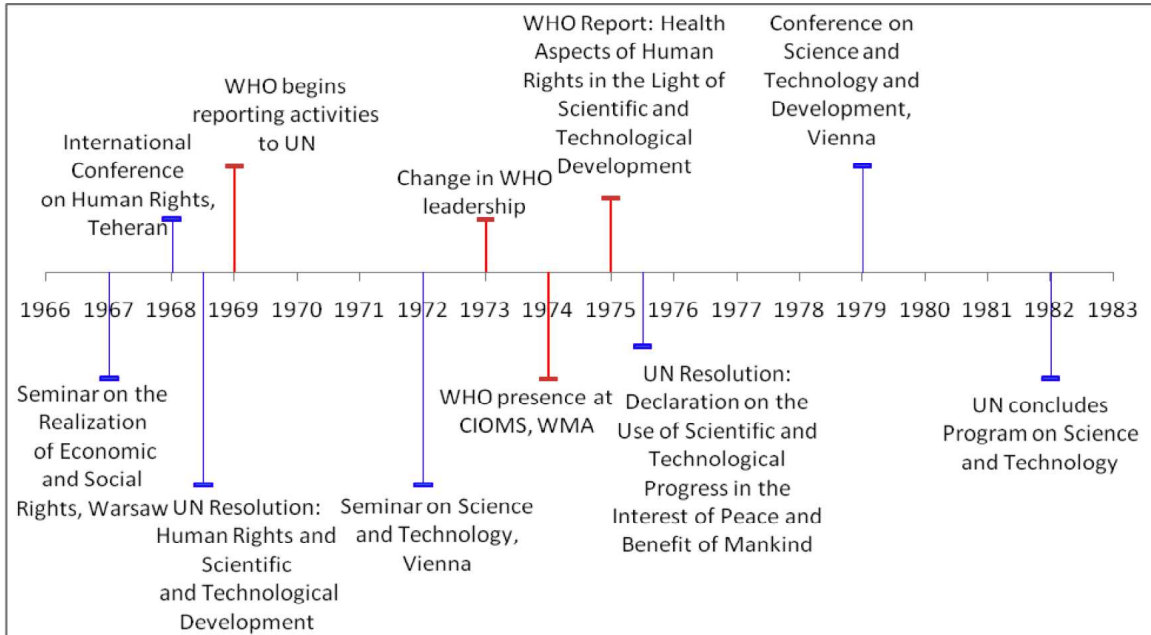 WHO Report: Health
Aspects of Human
Rights in the Light of
Scientific and
Technological
Development
Conference on
Science and
Technology and
Development,
Vienna
WHO begins
reporting activities
to UN
International
Conference
on Human Rights,
Teheran
Change in WHO
leadership
1966 1967 1968 1969 1970 1971 1972 1973 1974 1975 1976 1977 1978 1979 1980 1981 1982 1983
Seminar on the
Realization
of Economic
and Social
Rights, Warsaw
UN Resolution:
Human Rights and
Scientific
and Technological
Development
Seminar on Science
and Technology,
Vienna
WHO presence at
CIOMS, WMA
UN Resolution:
Declaration on the
Use of Scientific and
Technological
Progress in the
Interest of Peace and
Benefit of Mankind
UN concludes
Program on Science
and Technology